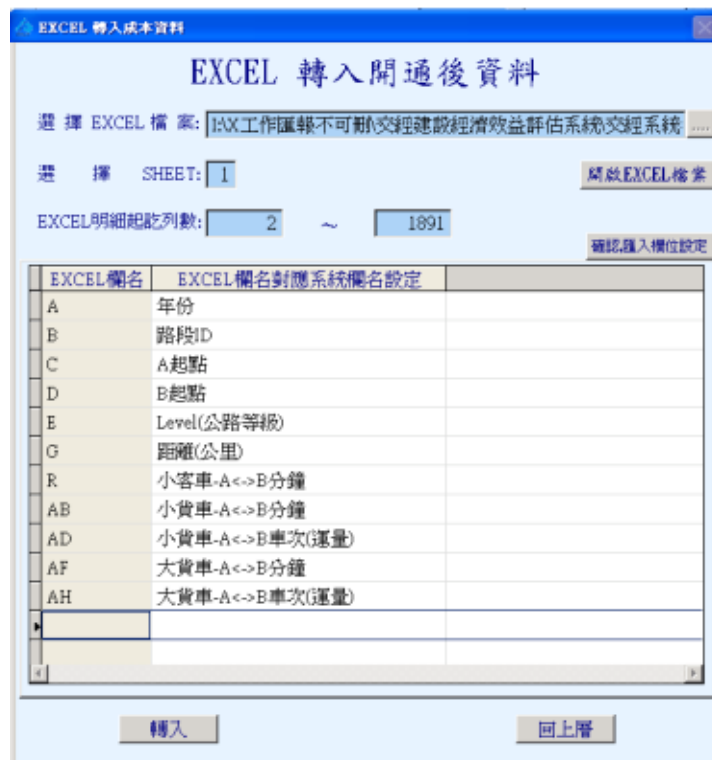 EXCEL 轉入成本資料
EXCEL 轉入開通後資料
選擇 EXCEL 檔案: I:\X工作匯報不可刪\交經建設經濟效益評估系統\交經系統 ....
選擇 SHEET: 1 開啟EXCEL檔案
EXCEL明細起訖列數: 2 ~ 1891
確認匯入欄位設定
EXCEL欄名 EXCEL欄名對應系統欄名設定
A 年份
B 路段ID
C A起點
D B起點
E Level(公路等級)
G 距離(公里)
R 小客車-A<->B分鐘
AB 小貨車-A<->B分鐘
AD 小貨車-A<->B車次(運量)
AF 大貨車-A<->B分鐘
AH 大貨車-A<->B車次(運量)
轉入 回上層